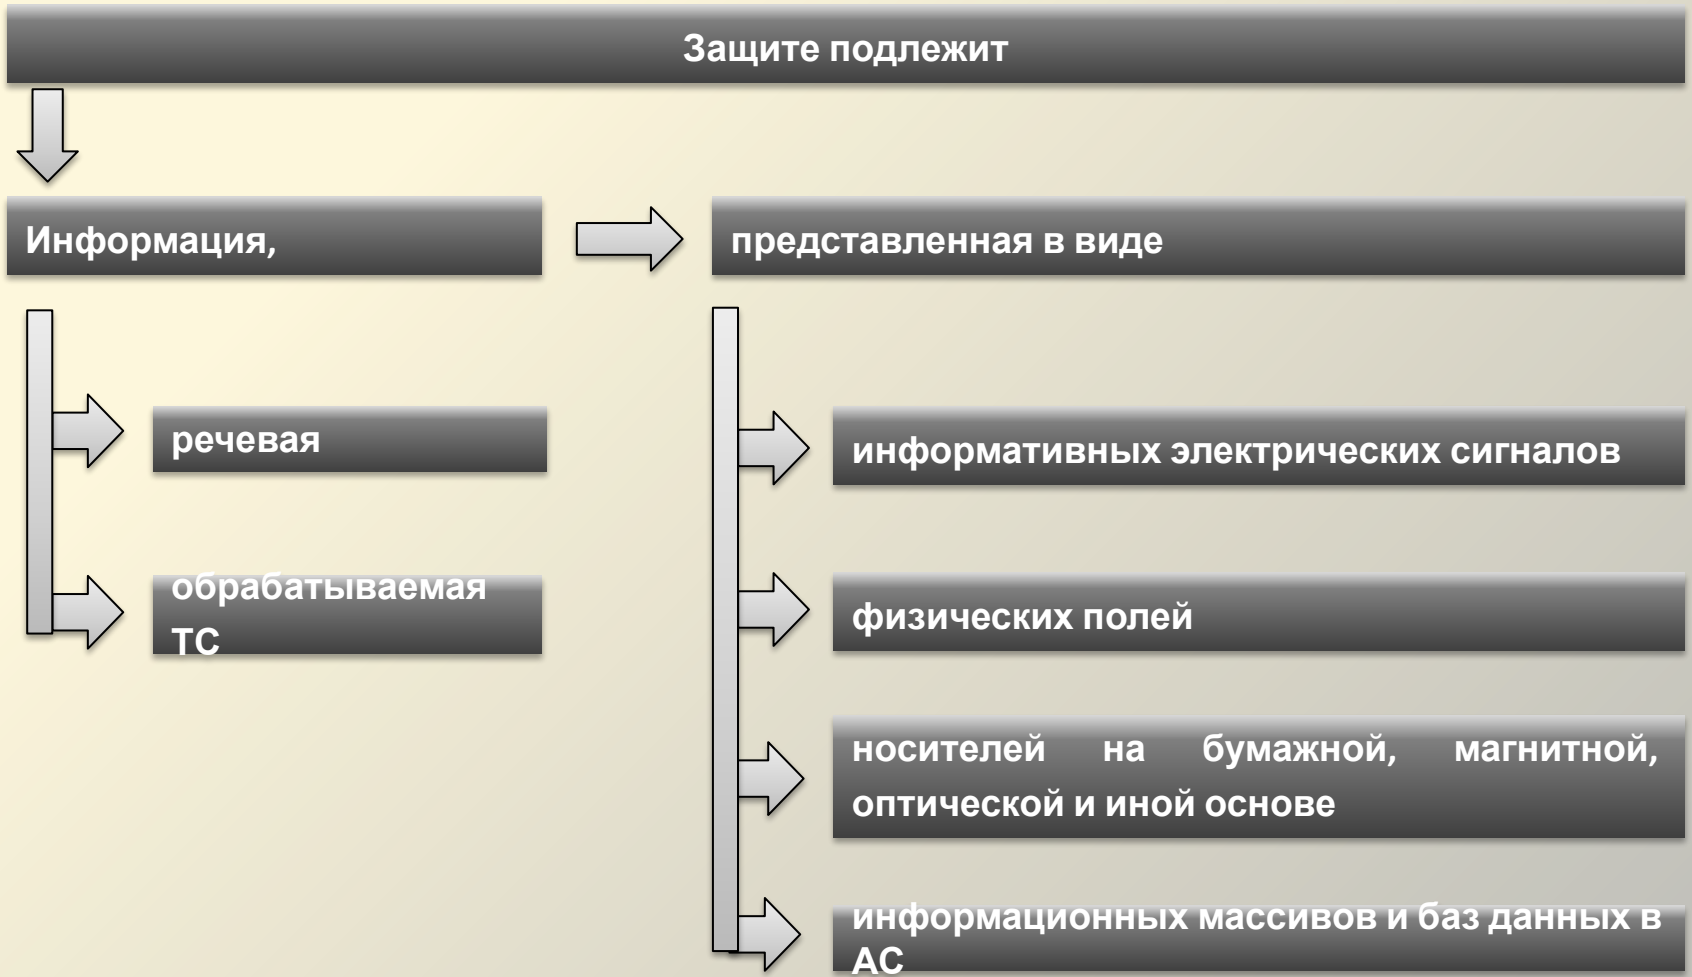 Защите подлежит
Информация,
представленная в виде
речевая
обрабатываемая
ТС
информативных электрических сигналов
физических полей
носителей на бумажной, магнитной,
оптической и иной основе
информационных массивов и баз данных в
АС